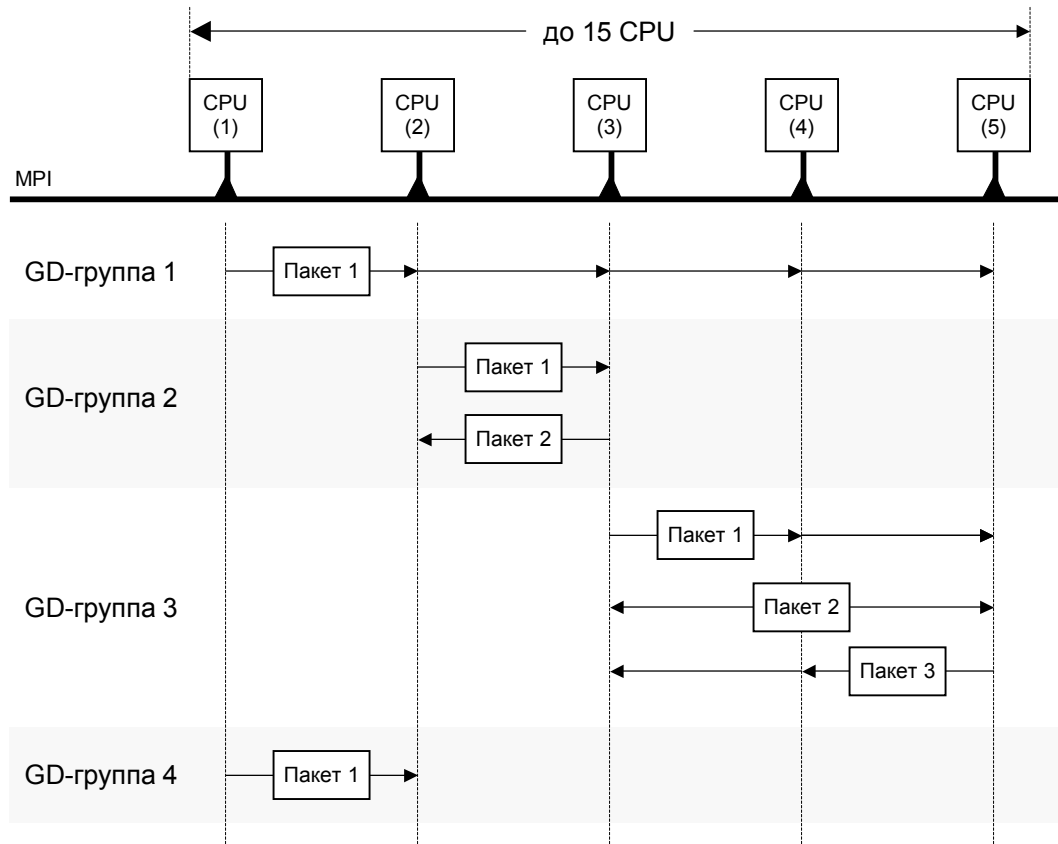 до 15 CPU
CPU
(1)
CPU
(2)
CPU
(3)
CPU
(4)
CPU
(5)
MPI
GD-группа 1
Пакет 1
GD-группа 2
Пакет 1
Пакет 2
GD-группа 3
Пакет 1
Пакет 2
Пакет 3
GD-группа 4
Пакет 1